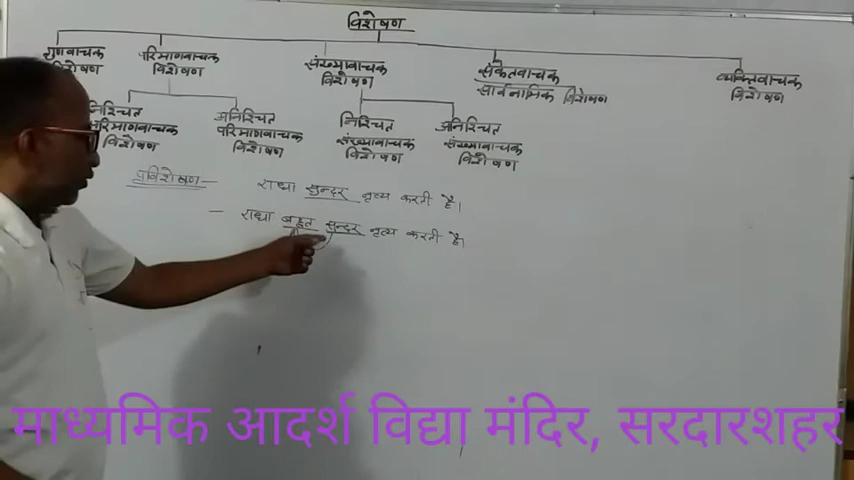 विशेषण
गुणवाचक
विशेषण
परिमाणवाचक
विशेषण
संख्यावाचक
विशेषण
संकेतवाचक
सार्वनामिक विशेषण
व्यक्तिवाचक
विशेषण
निश्चित
परिमाणवाचक
विशेषण
अनिश्चित
परिमाणवाचक
विशेषण
निश्चित
संख्यावाचक
विशेषण
अनिश्चित
संख्यावाचक
विशेषण
प्रविशेषण - राधा सुन्दर नृत्य करती है।
- राधा बहुत सुन्दर नृत्य करती है।
माध्यमिक आदर्श विद्या मंदिर, सरदारशहर